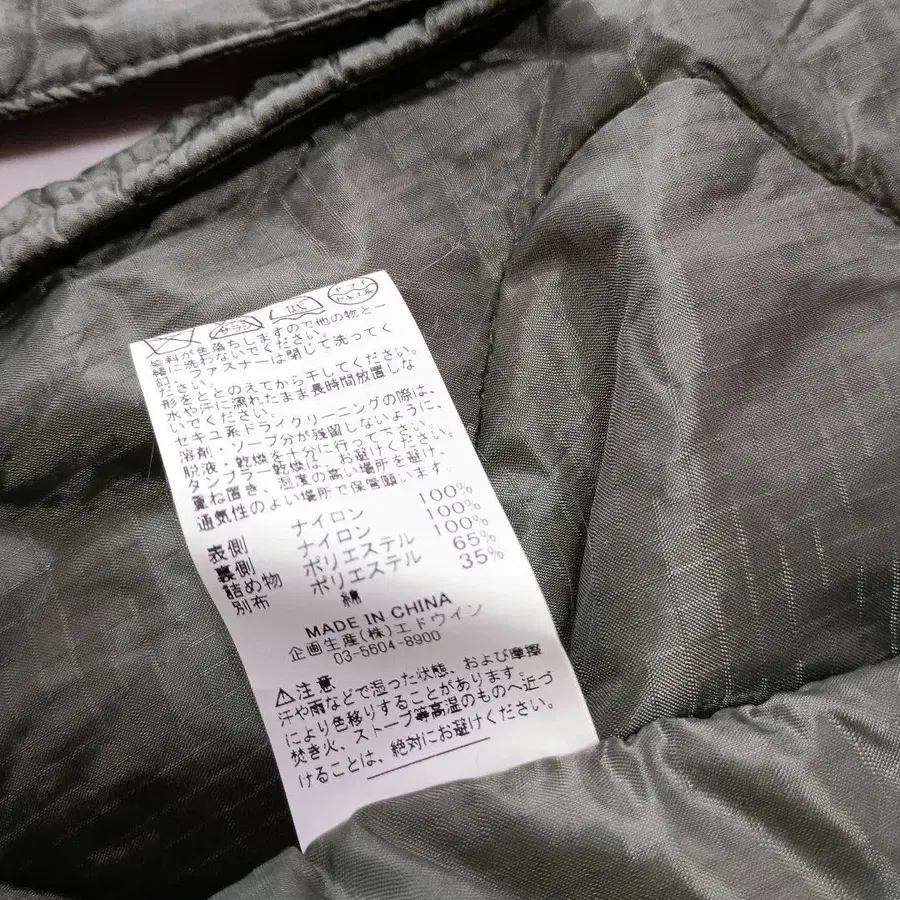 エンソ
セキユ系
染料が色落ちしますので他の物と一
緒に洗わないでください。
ファスナーは閉じて洗ってく
ださい。
形をととのえてから干してください。
水や汗に濡れたまま長時間放置しな
いでください。
セキユ系ドライクリーニングの際は、
溶剤・ソープ分が残留しないように、
脱液・乾燥を十分に行って下さい。
タンブラー乾燥は、お避けください。
重ね置き、湿度の高い場所を避け、
通気性のよい場所で保管願います。
表側 ナイロン 100%
裏側 ナイロン 100%
詰め物 ポリエステル 100%
別布 ポリエステル 65%
綿 35%
MADE IN CHINA
企画生産(株)エドウイン
03-5604-8900
⚠注意
汗や雨などで湿った状態、および摩擦
により色移りすることがあります。
焚き火、ストーブ等高温のものへ近づ
けることは、絶対にお避けください。